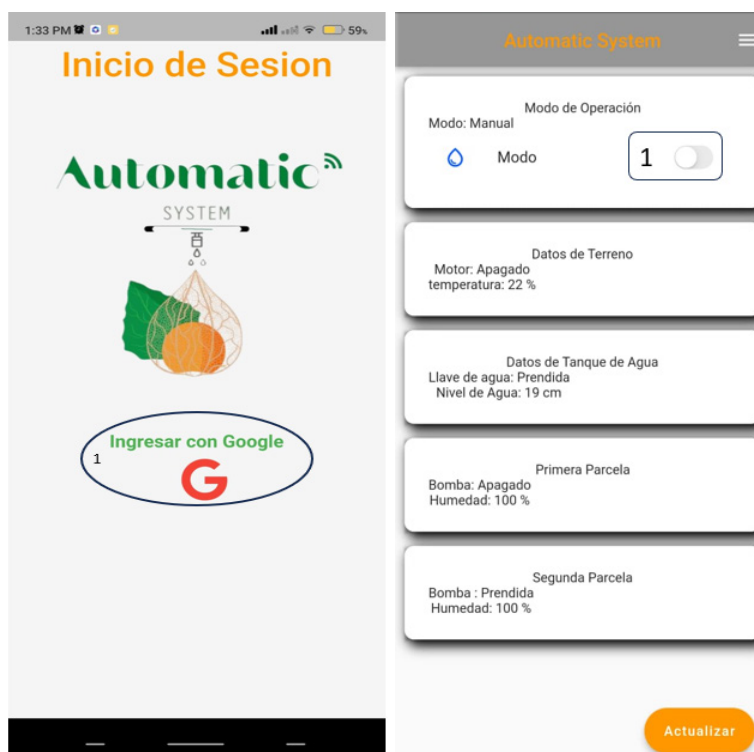 1:33 PM
59%
Inicio de Sesion
Automatic
SYSTEM
Ingresar con Google
1
G
Automatic System
Modo de Operación
Modo: Manual
Modo
1
Datos de Terreno
Motor: Apagado
temperatura: 22 %
Datos de Tanque de Agua
Llave de agua: Prendida
Nivel de Agua: 19 cm
Primera Parcela
Bomba: Apagado
Humedad: 100 %
Segunda Parcela
Bomba : Prendida
Humedad: 100 %
Actualizar